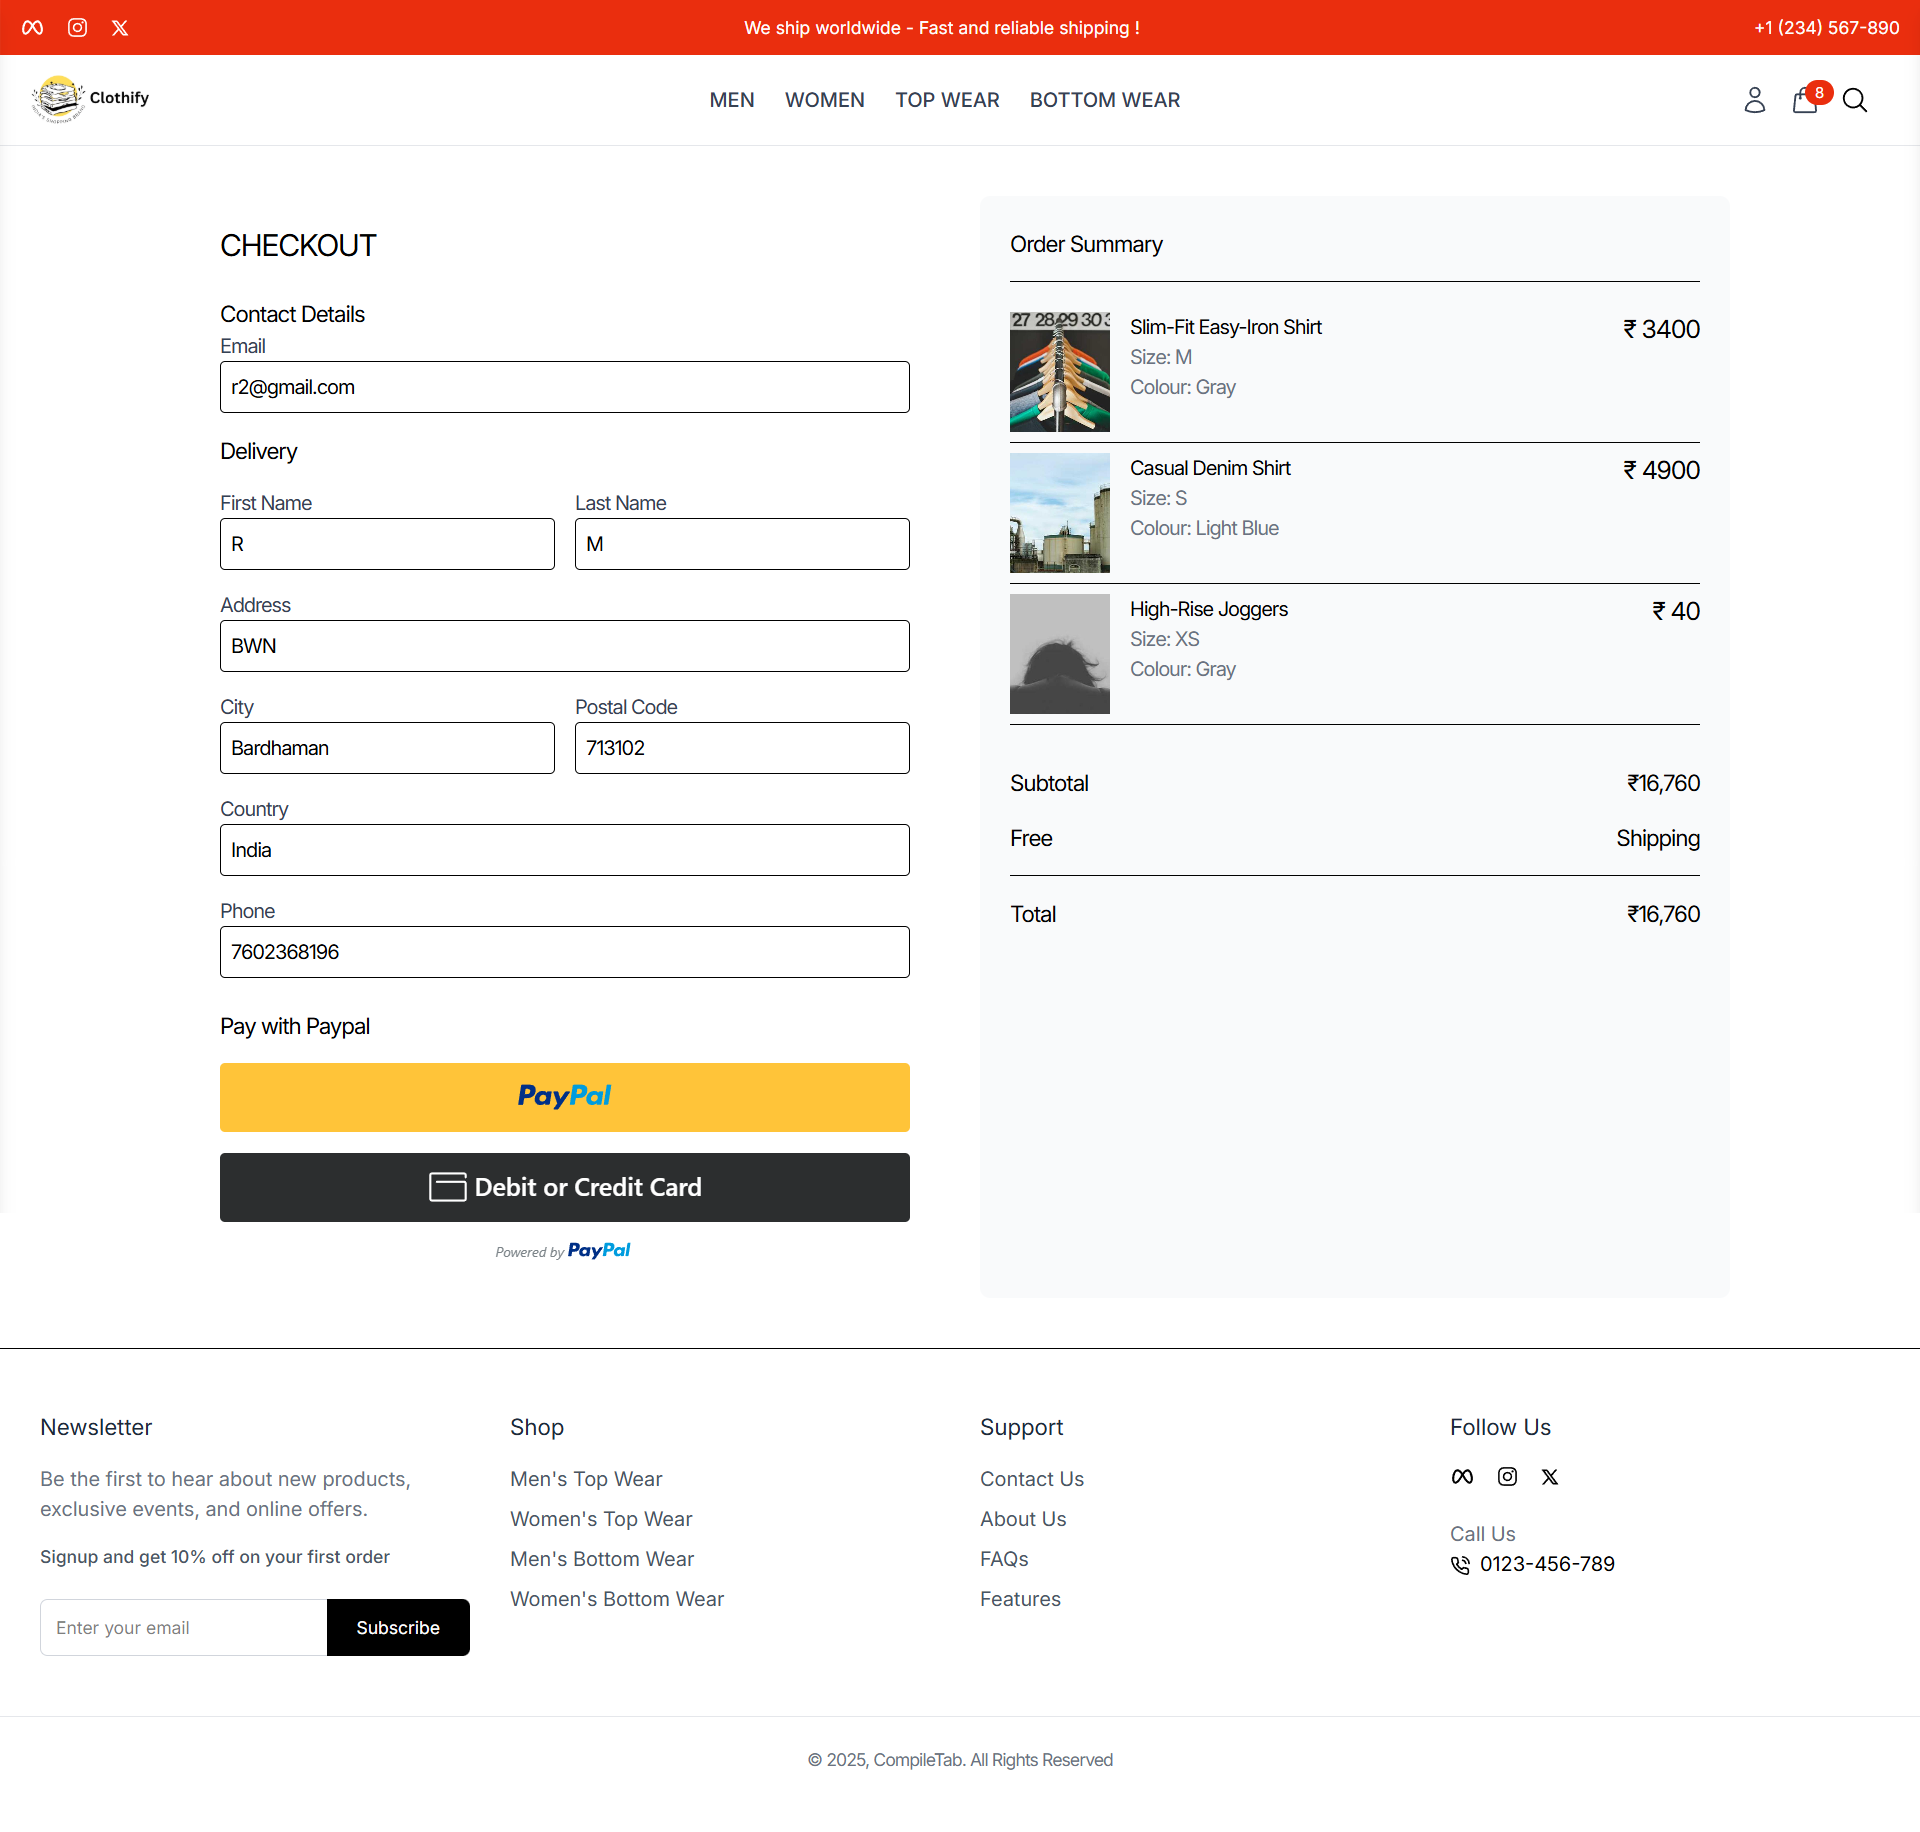 We ship worldwide - Fast and reliable shipping !
+1 (234) 567-890
Clothify
MEN
WOMEN
TOP WEAR
BOTTOM WEAR
8
CHECKOUT
Contact Details
Email
r2@gmail.com
Delivery
First Name
Last Name
R
M
Address
BWN
City
Postal Code
Bardhaman
713102
Country
India
Phone
7602368196
Pay with Paypal
PayPal
Debit or Credit Card
Powered by PayPal
Order Summary
27 28 29 30 3
Slim-Fit Easy-Iron Shirt
₹ 3400
Size: M
Colour: Gray
Casual Denim Shirt
₹ 4900
Size: S
Colour: Light Blue
High-Rise Joggers
₹ 40
Size: XS
Colour: Gray
Subtotal
₹16,760
Free
Shipping
Total
₹16,760
Newsletter
Be the first to hear about new products,
exclusive events, and online offers.
Signup and get 10% off on your first order
Enter your email
Subscribe
Shop
Men's Top Wear
Women's Top Wear
Men's Bottom Wear
Women's Bottom Wear
Support
Contact Us
About Us
FAQs
Features
Follow Us
Call Us
0123-456-789
© 2025, CompileTab. All Rights Reserved